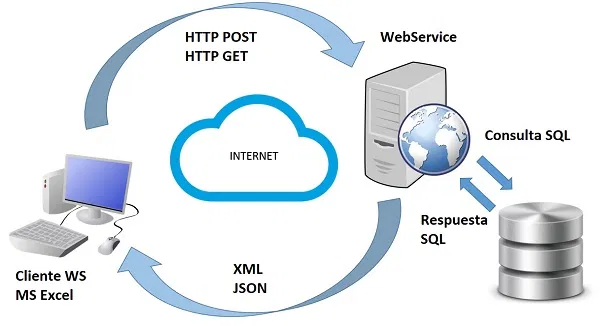 HTTP POST
HTTP GET
WebService
INTERNET
Consulta SQL
Respuesta
SQL
Cliente WS
MS Excel
XML
JSON